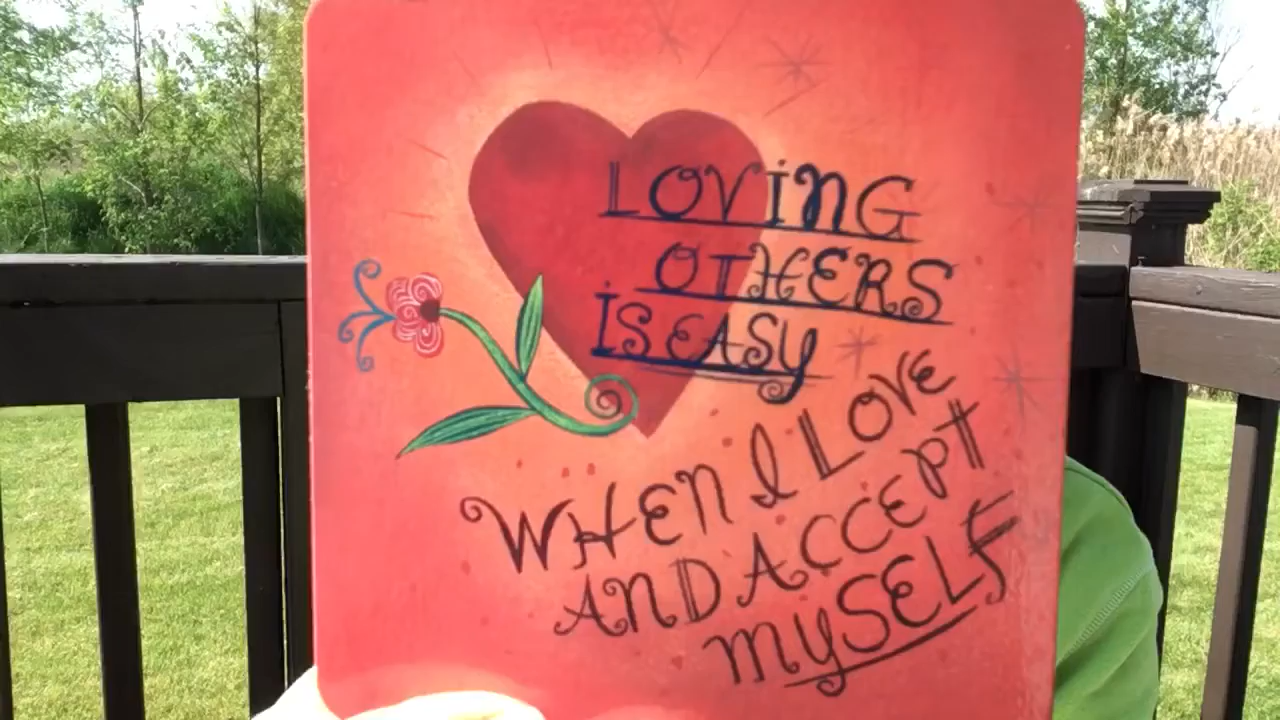 LOVING
OTHERS
IS EASY
WHEN I LOVE
AND ACCEPT
MYSELF